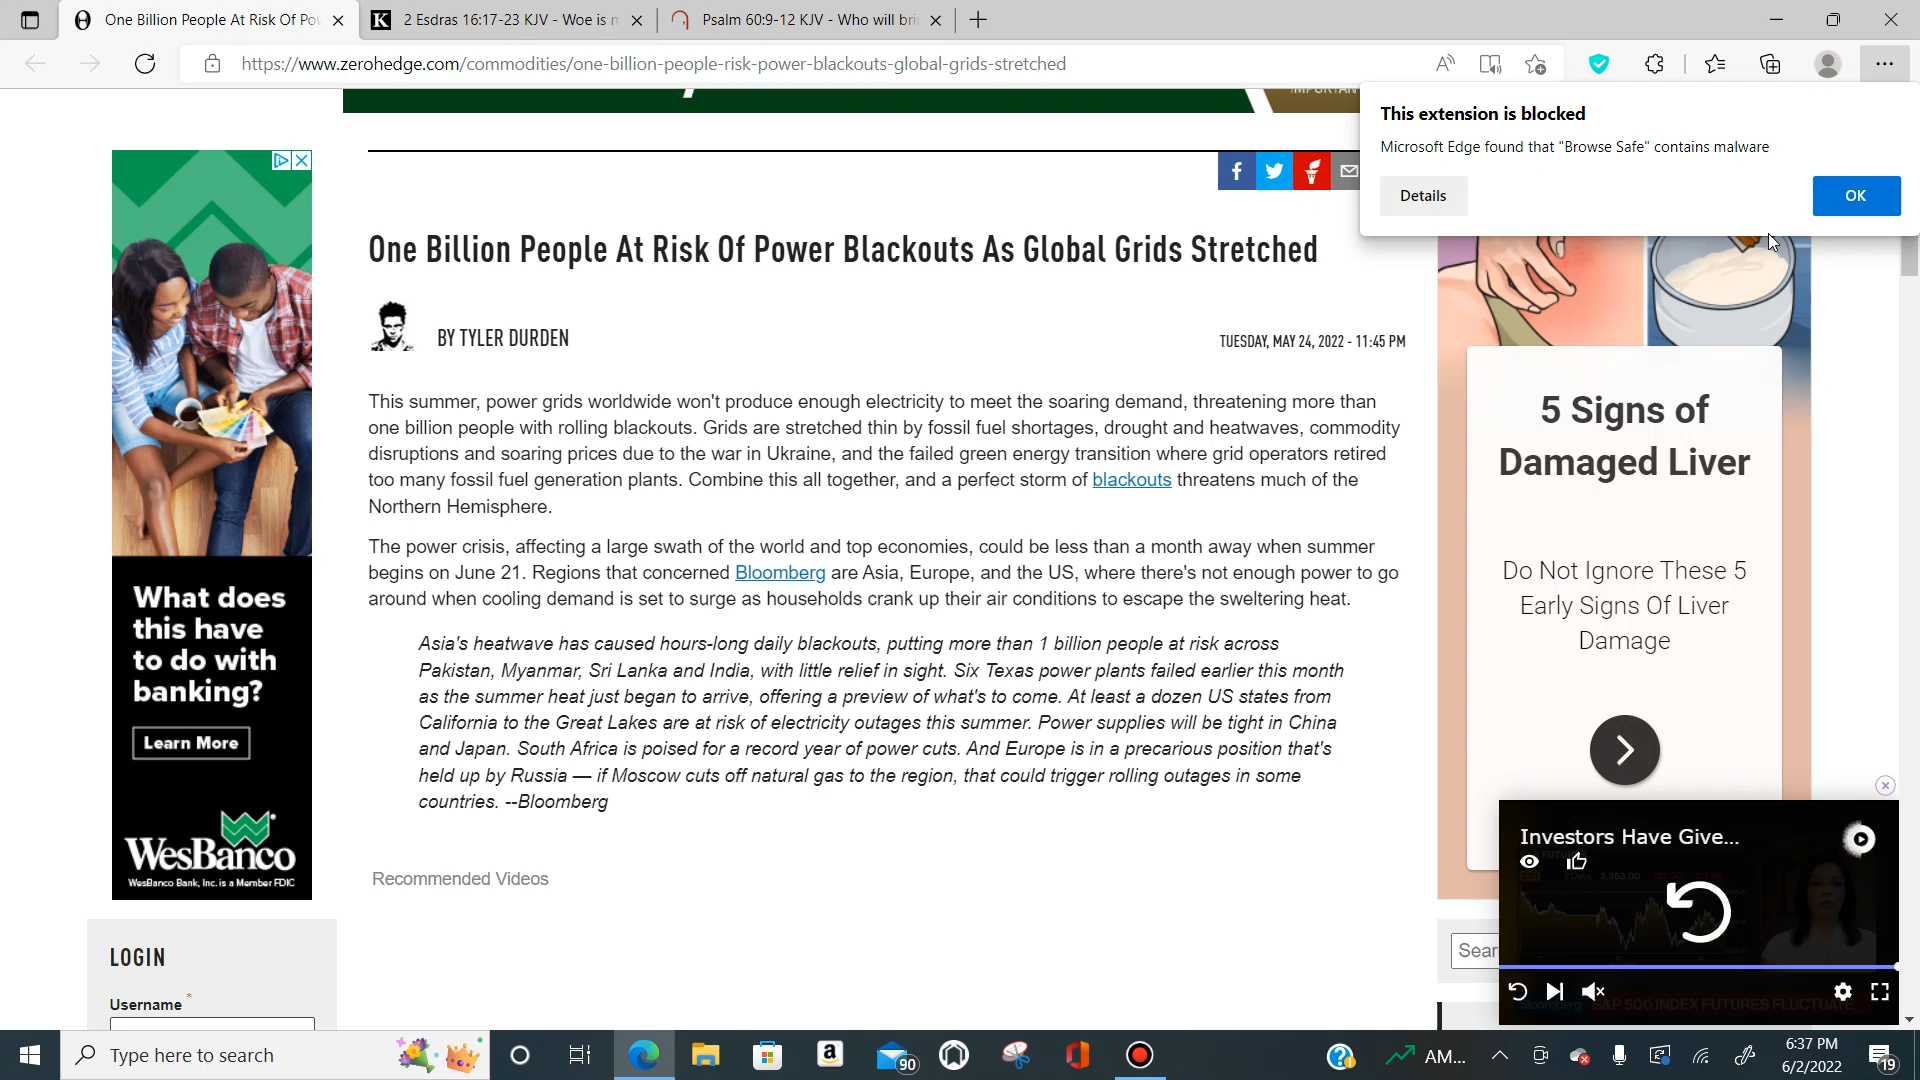 One Billion People At Risk Of Po
2 Esdras 16:17-23 KJV - Woe is m
Psalm 60:9-12 KJV - Who will bri
https://www.zerohedge.com/commodities/one-billion-people-risk-power-blackouts-global-grids-stretched
This extension is blocked
Microsoft Edge found that "Browse Safe" contains malware
Details
OK
One Billion People At Risk Of Power Blackouts As Global Grids Stretched
BY TYLER DURDEN
TUESDAY, MAY 24, 2022 - 11:45 PM
This summer, power grids worldwide won't produce enough electricity to meet the soaring demand, threatening more than
one billion people with rolling blackouts. Grids are stretched thin by fossil fuel shortages, drought and heatwaves, commodity
disruptions and soaring prices due to the war in Ukraine, and the failed green energy transition where grid operators retired
too many fossil fuel generation plants. Combine this all together, and a perfect storm of blackouts threatens much of the
Northern Hemisphere.
The power crisis, affecting a large swath of the world and top economies, could be less than a month away when summer
begins on June 21. Regions that concerned Bloomberg are Asia, Europe, and the US, where there's not enough power to go
around when cooling demand is set to surge as households crank up their air conditions to escape the sweltering heat.
Asia's heatwave has caused hours-long daily blackouts, putting more than 1 billion people at risk across
Pakistan, Myanmar, Sri Lanka and India, with little relief in sight. Six Texas power plants failed earlier this month
as the summer heat just began to arrive, offering a preview of what's to come. At least a dozen US states from
California to the Great Lakes are at risk of electricity outages this summer. Power supplies will be tight in China
and Japan. South Africa is poised for a record year of power cuts. And Europe is in a precarious position that's
held up by Russia — if Moscow cuts off natural gas to the region, that could trigger rolling outages in some
countries. --Bloomberg
Recommended Videos
What does
this have
to do with
banking?
Learn More
WesBanco
WesBanco Bank, Inc. is a Member FDIC
LOGIN
Username *
5 Signs of
Damaged Liver
Do Not Ignore These 5
Early Signs Of Liver
Damage
Investors Have Give...
Sear
S&P 500 INDEX FUTURES FLUCTUATE
Type here to search
90
AM...
6:37 PM
6/2/2022
19